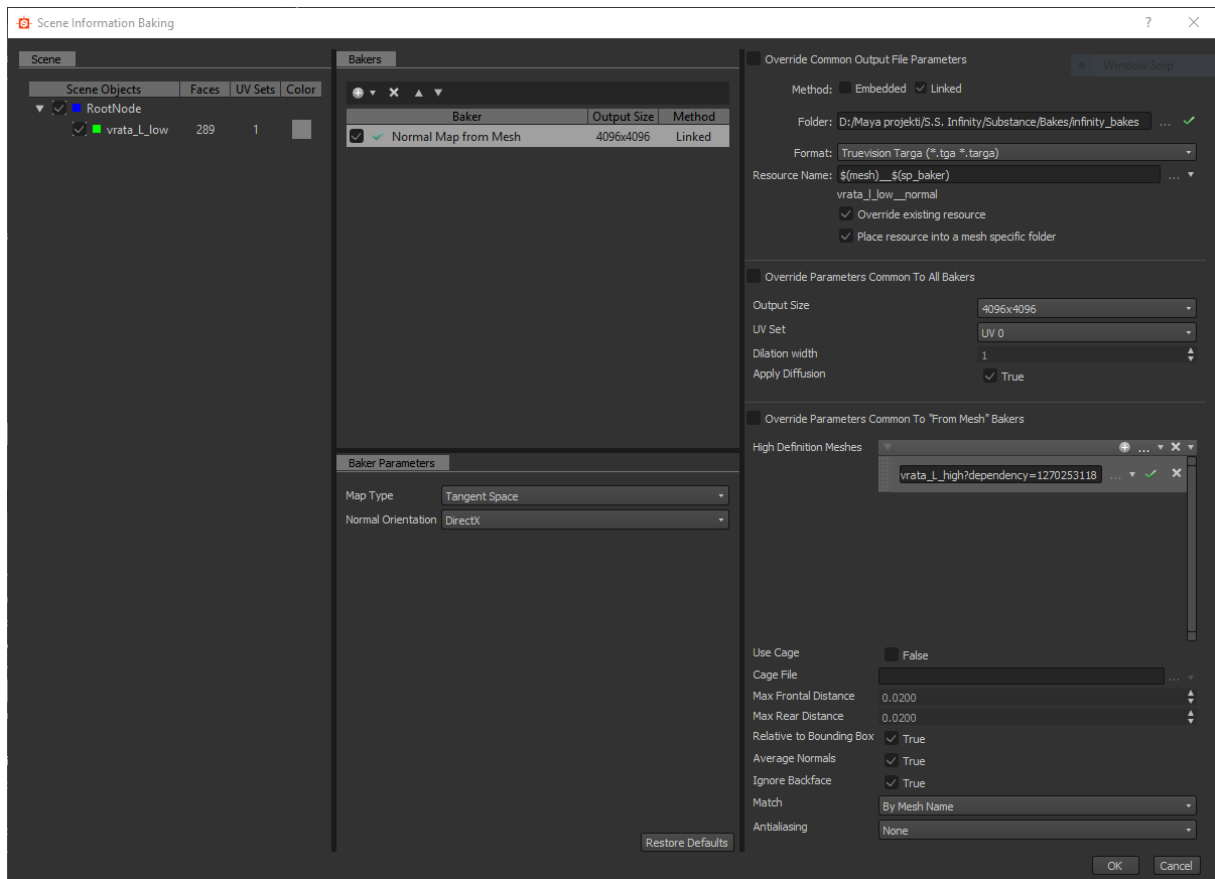 Scene Information Baking
?
Scene
Scene Objects Faces UV Sets Color
RootNode
vrata_L_low 289 1
Bakers
Baker Output Size Method
Normal Map from Mesh 4096x4096 Linked
Baker Parameters
Map Type Tangent Space
Normal Orientation DirectX
Restore Defaults
Override Common Output File Parameters
Window Snip
Method: Embedded Linked
Folder: D:/Maya projekti/S.S. Infinity/Substance/Bakes/infinity_bakes ...
Format: Truevision Targa (*.tga *.targa)
Resource Name: $(mesh)__$(sp_baker) ...
vrata_l_low__normal
Override existing resource
Place resource into a mesh specific folder
Override Parameters Common To All Bakers
Output Size 4096x4096
UV Set UV 0
Dilation width 1
Apply Diffusion True
Override Parameters Common To "From Mesh" Bakers
High Definition Meshes ...
vrata_L_high?dependency=1270253118 ...
Use Cage False
Cage File ...
Max Frontal Distance 0.0200
Max Rear Distance 0.0200
Relative to Bounding Box True
Average Normals True
Ignore Backface True
Match By Mesh Name
Antialiasing None
OK Cancel